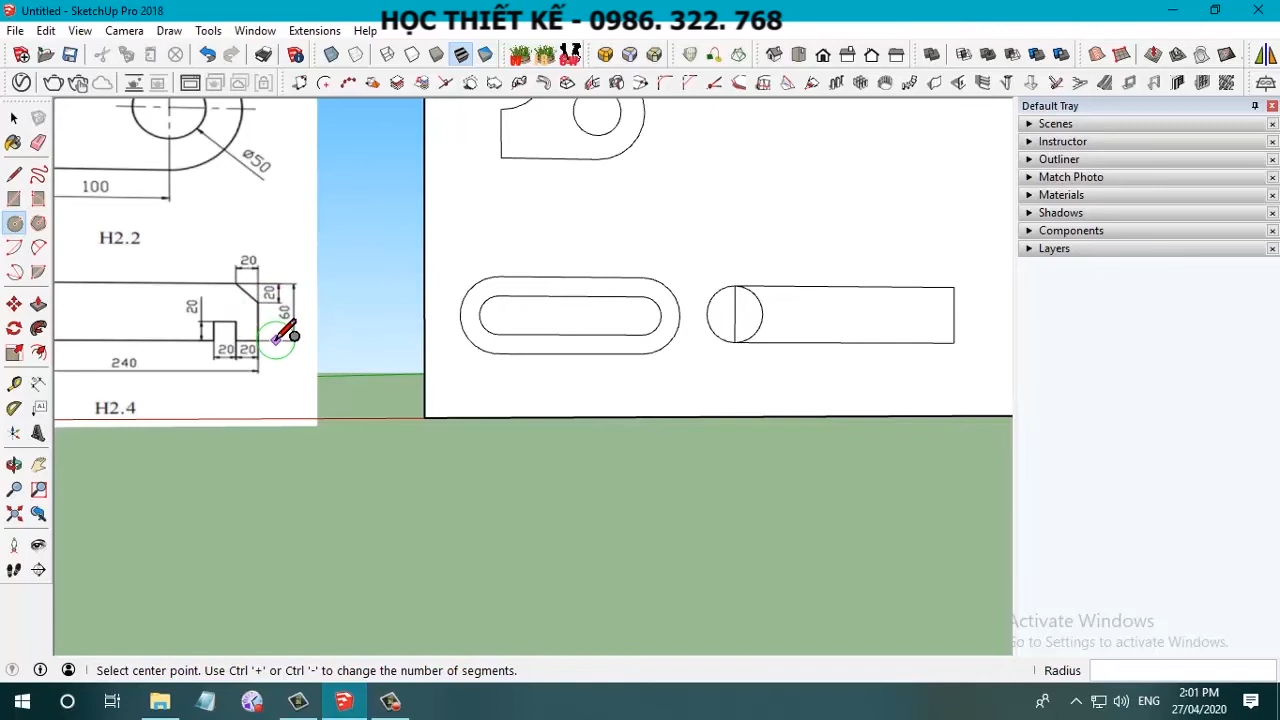 Untitled - SketchUp Pro 2018
HỌC THIẾT KẾ - 0986. 322. 768
File Edit View Camera Draw Tools Window Extensions Help
Default Tray
Scenes
Instructor
Outliner
Match Photo
Materials
Shadows
Components
Layers
ø50
100
H2.2
20
20
60
20
20 20
240
H2.4
Activate Windows
Go to Settings to activate Windows.
Select center point. Use Ctrl '+' or Ctrl '-' to change the number of segments.
Radius
ENG
2:01 PM
27/04/2020